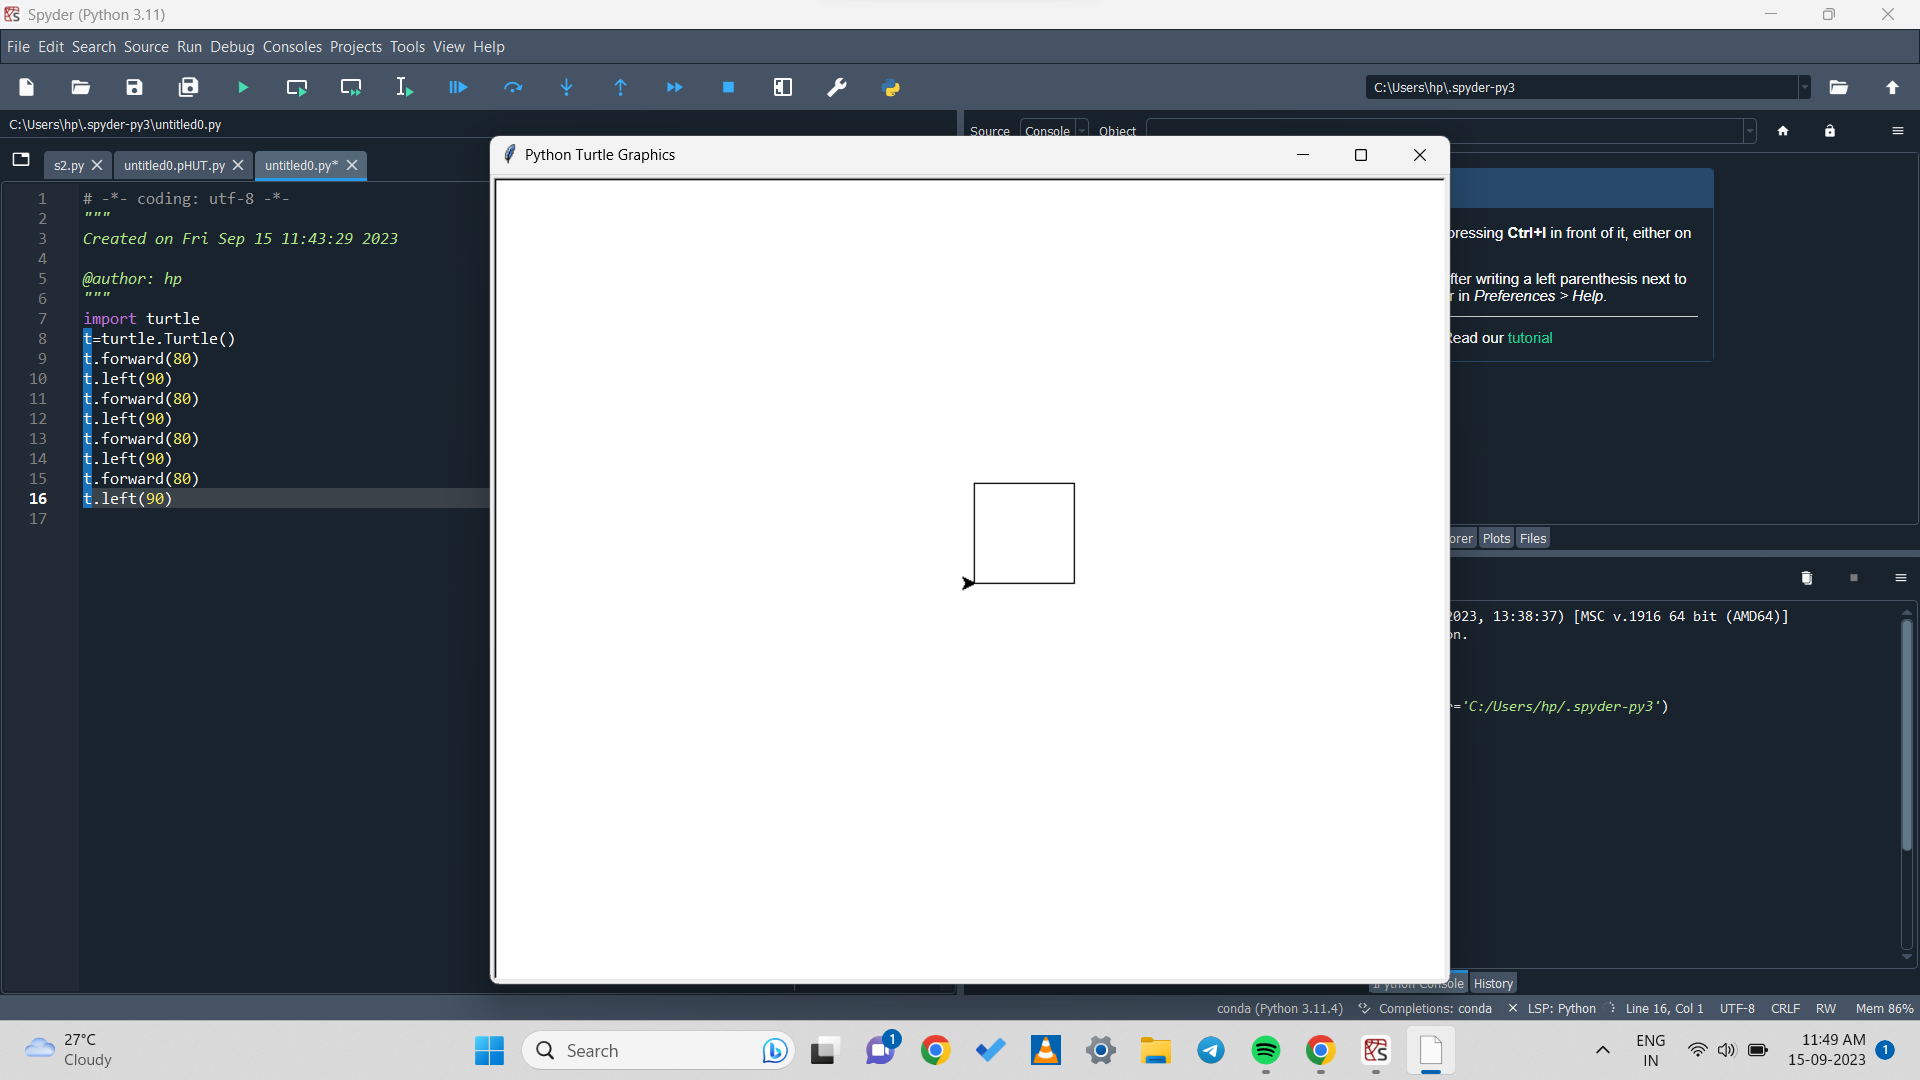 Spyder (Python 3.11)
File Edit Search Source Run Debug Consoles Projects Tools View Help
C:\Users\hp\.spyder-py3
C:\Users\hp\.spyder-py3\untitled0.py
Source Console Object
s2.py untitled0.pHUT.py untitled0.py*
Python Turtle Graphics
1 # -*- coding: utf-8 -*-
2 """
3 Created on Fri Sep 15 11:43:29 2023
4
5 @author: hp
6 """
7 import turtle
8 t=turtle.Turtle()
9 t.forward(80)
10 t.left(90)
11 t.forward(80)
12 t.left(90)
13 t.forward(80)
14 t.left(90)
15 t.forward(80)
16 t.left(90)
17
pressing Ctrl+I in front of it, either on
fter writing a left parenthesis next to
r in Preferences > Help.
Read our tutorial
orer Plots Files
2023, 13:38:37) [MSC v.1916 64 bit (AMD64)]
on.
='C:/Users/hp/.spyder-py3')
IPython Console History
conda (Python 3.11.4) Completions: conda LSP: Python Line 16, Col 1 UTF-8 CRLF RW Mem 86%
27°C
Cloudy
Search
1
ENG
IN
11:49 AM
15-09-2023
1